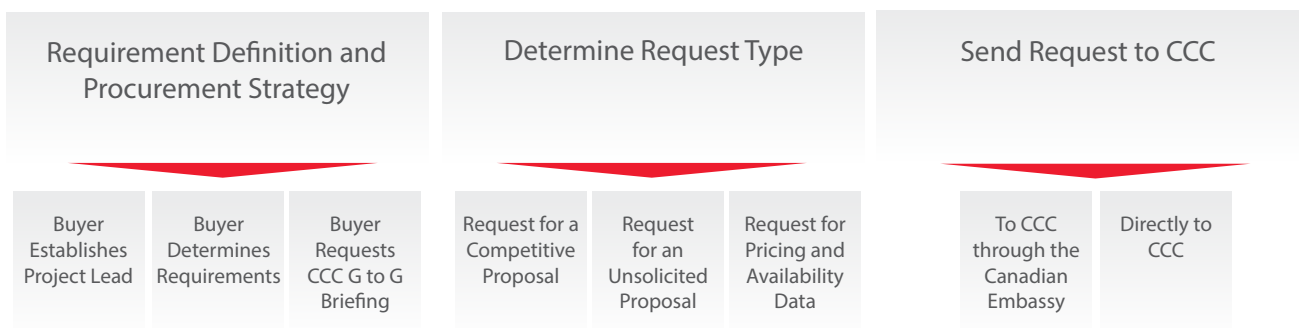 Requirement Definition and
Procurement Strategy
Buyer
Establishes
Project Lead
Buyer
Determines
Requirements
Buyer
Requests
CCC G to G
Briefing
Determine Request Type
Request for a
Competitive
Proposal
Request
for an
Unsolicited
Proposal
Request for
Pricing and
Availability
Data
Send Request to CCC
To CCC
through the
Canadian
Embassy
Directly to
CCC